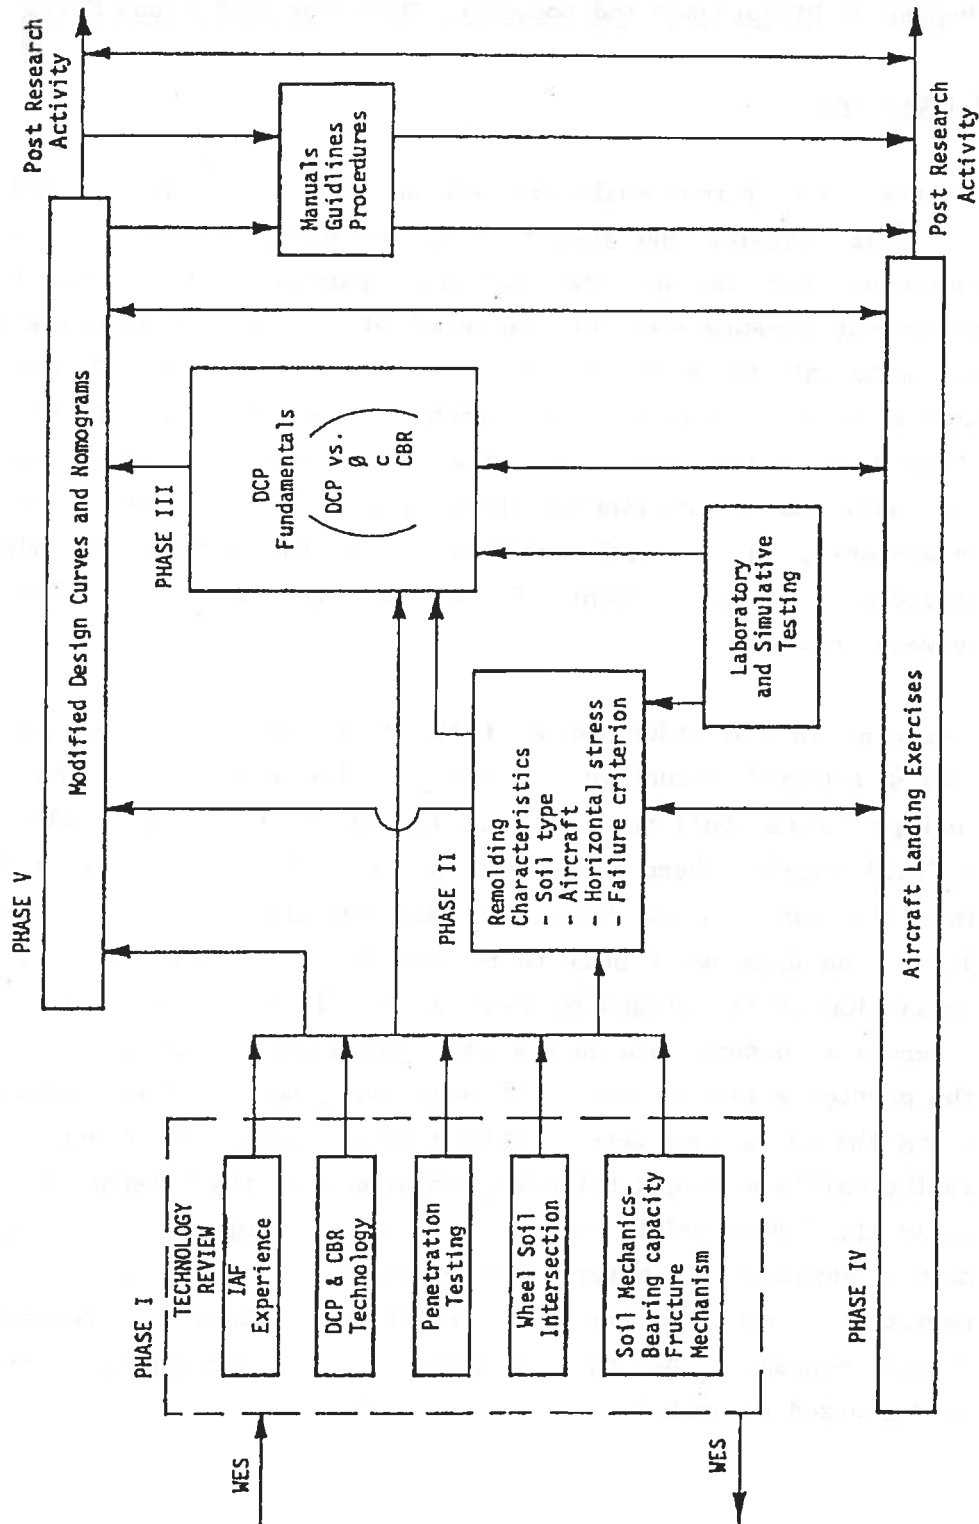 WES
WES
PHASE I
TECHNOLOGY
REVIEW
IAF
Experience
DCP & CBR
Technology
Penetration
Testing
Wheel Soil
Intersection
Soil Mechanics-
Bearing capacity
Fructure
Mechanism
PHASE V
Modified Design Curves and Nomograms
PHASE II
Remolding
Characteristics
- Soil type
- Aircraft
- Horizontal stress
- Failure criterion
PHASE III
DCP
Fundamentals
DCP vs.
Ø
c
CBR
Laboratory
and Simulative
Testing
Manuals
Guidlines
Procedures
Post Research
Activity
PHASE IV
Aircraft Landing Exercises
Post Research
Activity